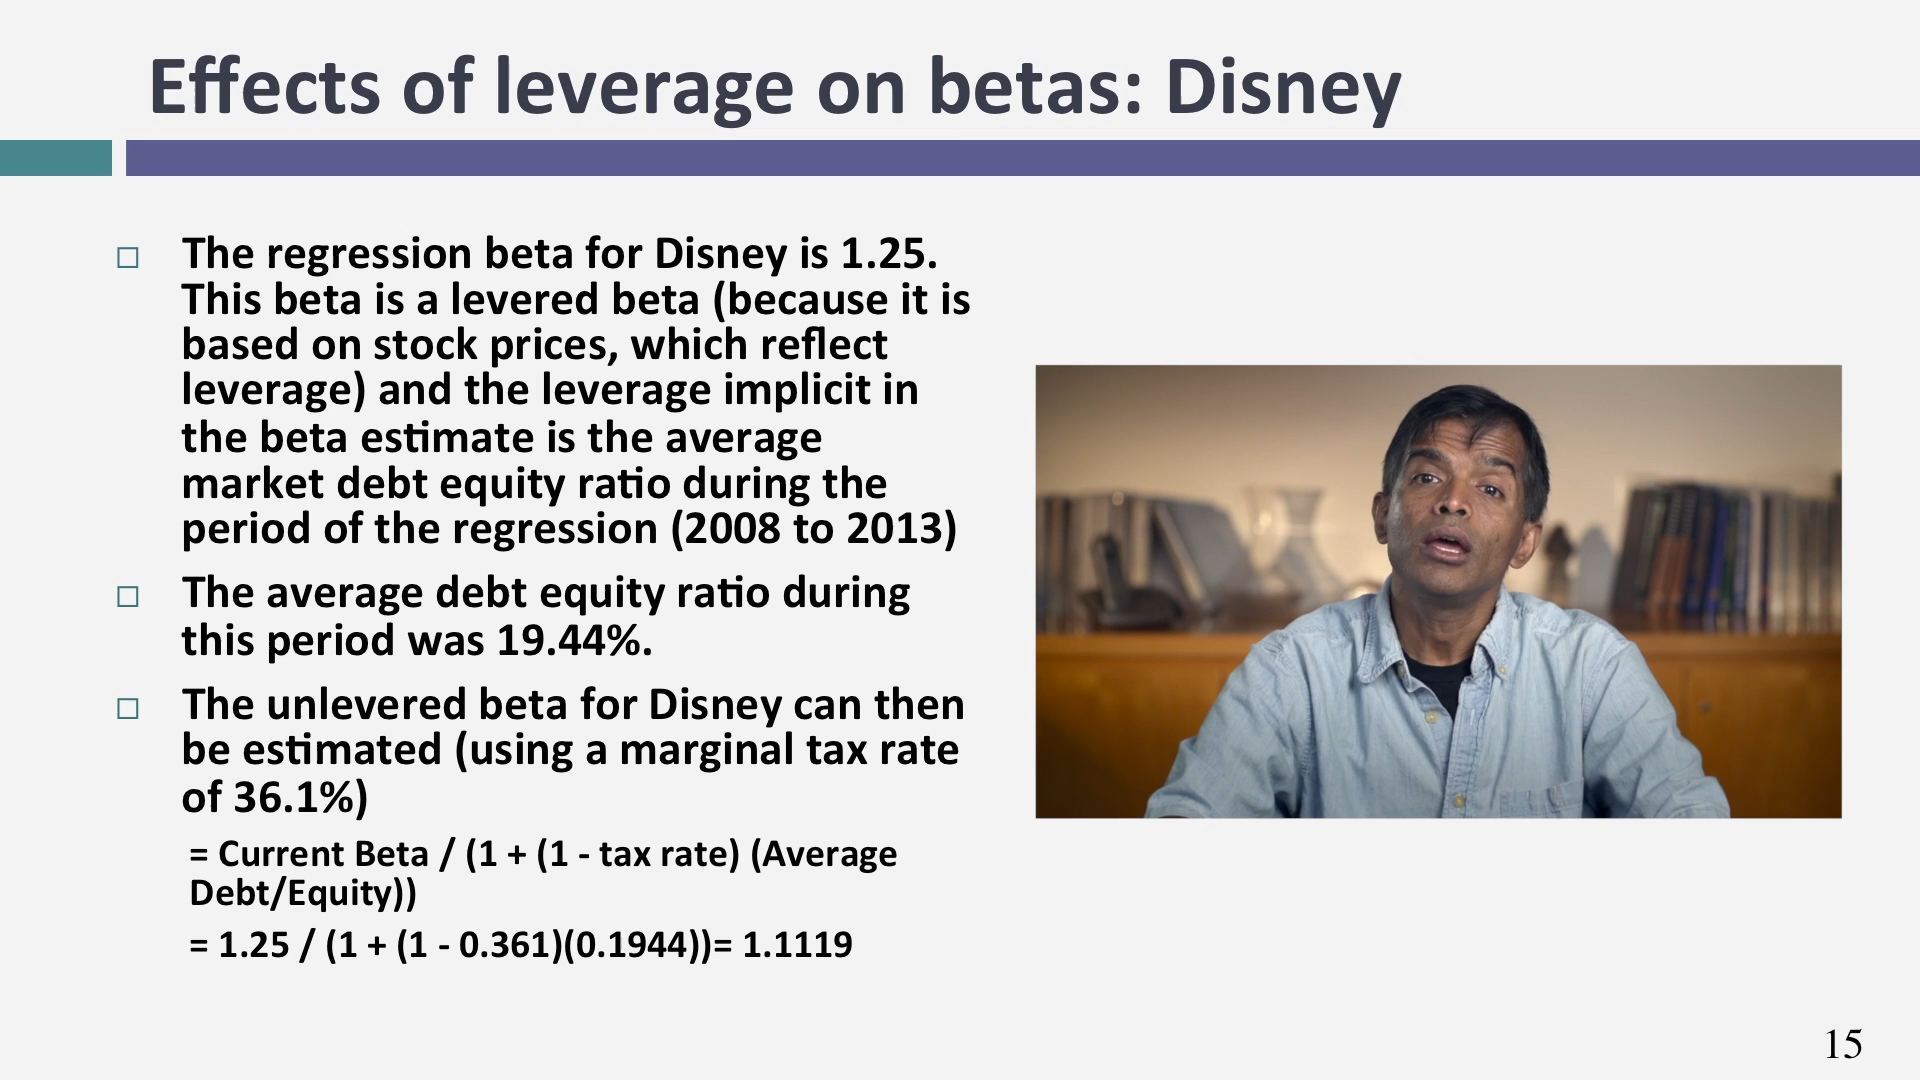 Effects of leverage on betas: Disney
The regression beta for Disney is 1.25.
This beta is a levered beta (because it is
based on stock prices, which reflect
leverage) and the leverage implicit in
the beta estimate is the average
market debt equity ratio during the
period of the regression (2008 to 2013)
The average debt equity ratio during
this period was 19.44%.
The unlevered beta for Disney can then
be estimated (using a marginal tax rate
of 36.1%)
= Current Beta / (1 + (1 - tax rate) (Average
Debt/Equity))
= 1.25 / (1 + (1 - 0.361)(0.1944))= 1.1119
15